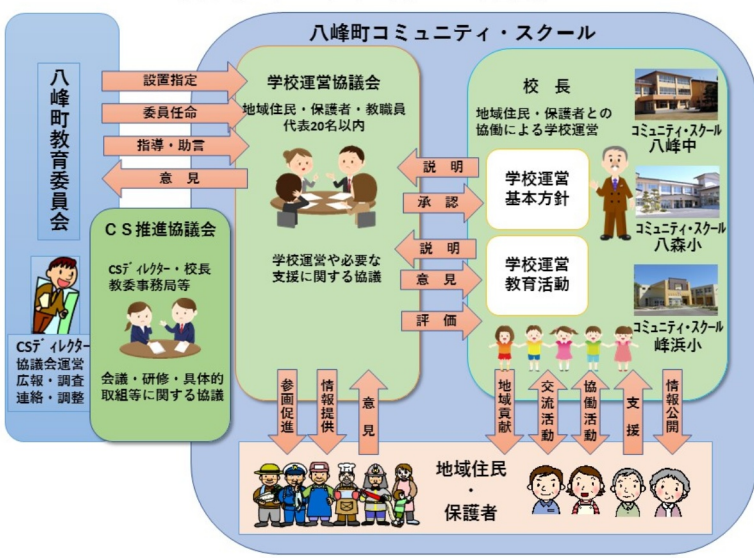 八峰町コミュニティ・スクール
八峰町教育委員会
設置指定
委員任命
指導・助言
意見
学校運営協議会
地域住民・保護者・教職員
代表20名以内
学校運営や必要な
支援に関する協議
CS推進協議会
CSディレクター・校長
教委事務局等
会議・研修・具体的
取組等に関する協議
CSディレクター
協議会運営
広報・調査
連絡・調整
説明
承認
説明
意見
評価
校長
地域住民・保護者との
協働による学校運営
学校運営
基本方針
学校運営
教育活動
コミュニティ・スクール
八峰中
コミュニティ・スクール
八森小
コミュニティ・スクール
峰浜小
参画促進
情報提供
意見
地域貢献
交流活動
協働活動
支援
情報公開
地域住民
・
保護者